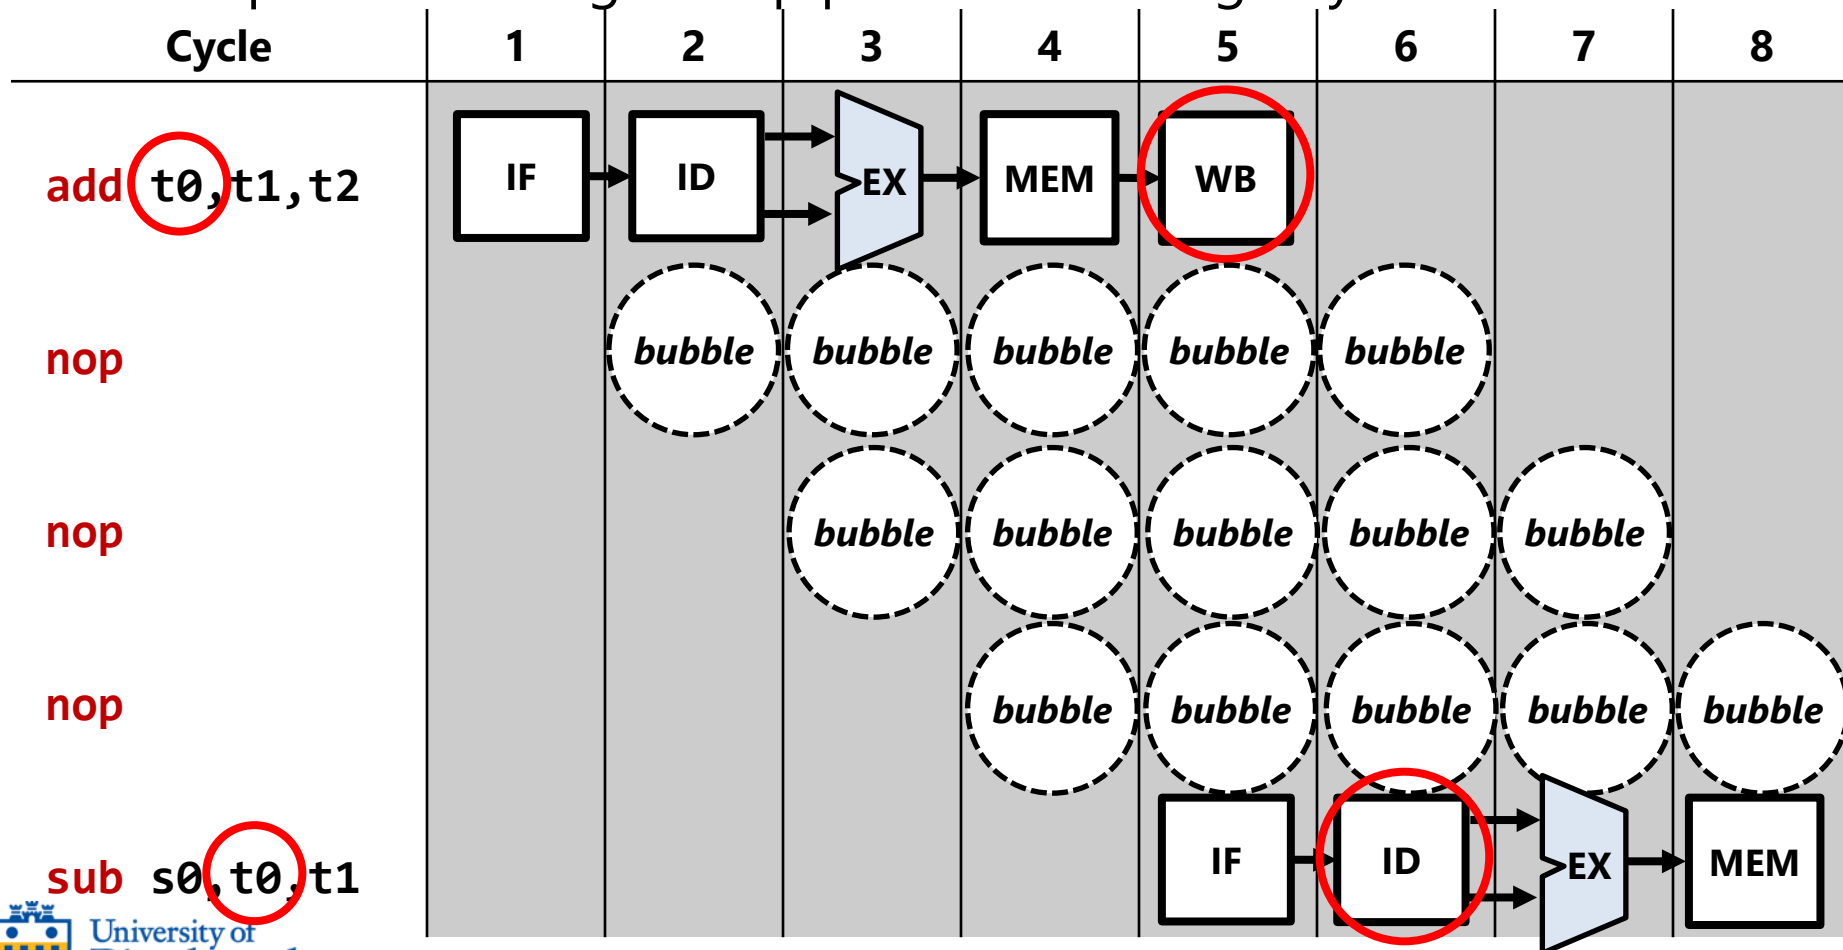 Cycle 1 2 3 4 5 6 7 8
add t0,t1,t2 IF ID EX MEM WB
nop bubble bubble bubble bubble bubble
nop bubble bubble bubble bubble bubble
nop bubble bubble bubble bubble bubble
sub s0,t0,t1 IF ID EX MEM
University of